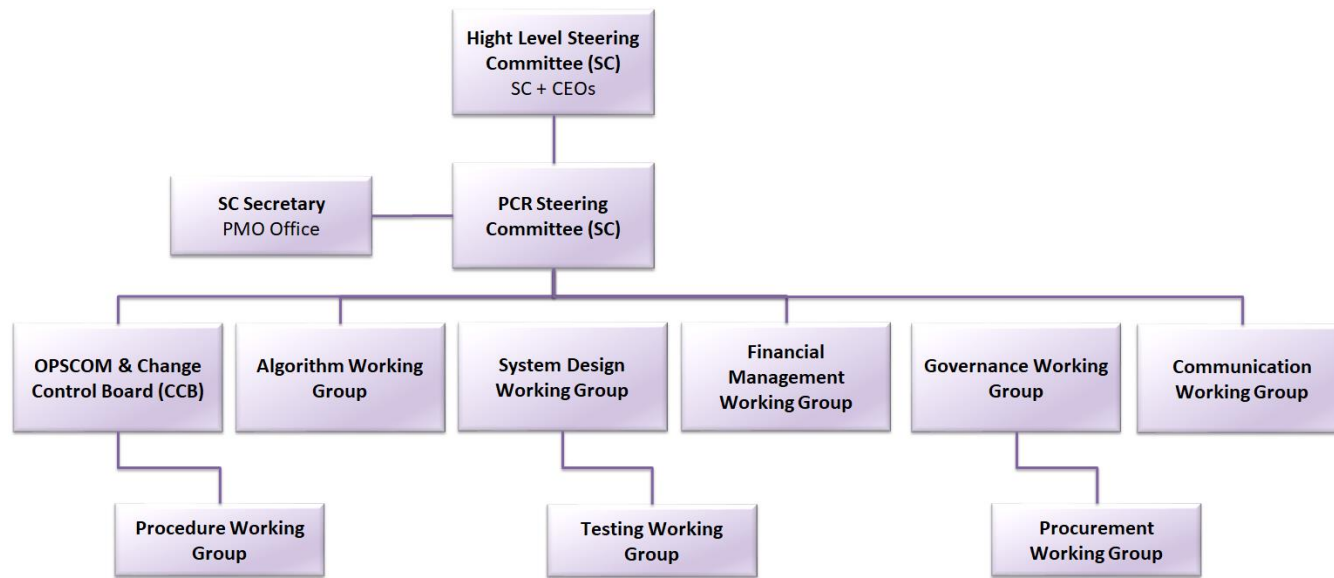 Hight Level Steering
Committee (SC)
SC + CEOs
SC Secretary
PMO Office
PCR Steering
Committee (SC)
OPSCOM & Change
Control Board (CCB)
Algorithm Working
Group
System Design
Working Group
Financial
Management
Working Group
Governance Working
Group
Communication
Working Group
Procedure Working
Group
Testing Working
Group
Procurement
Working Group